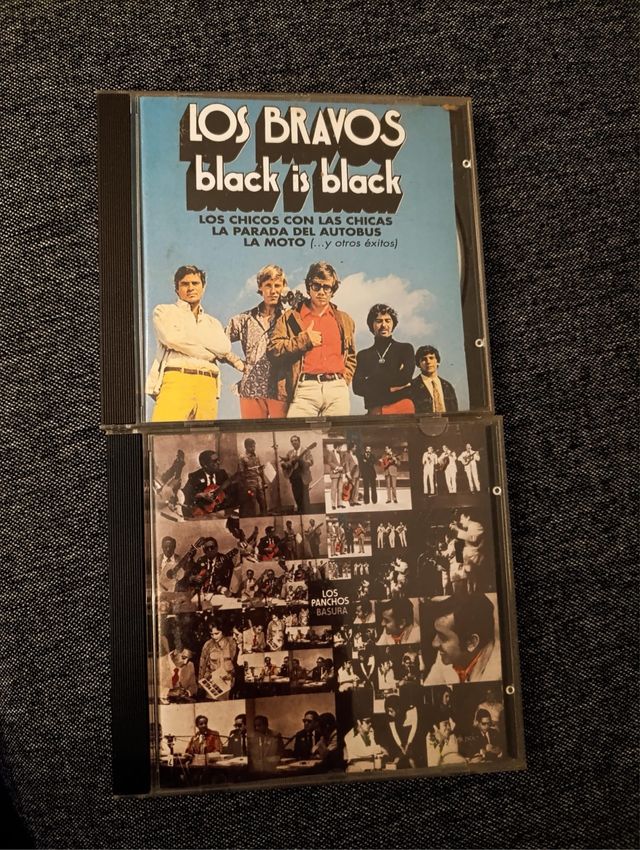 LOS BRAVOS
black is black
LOS CHICOS CON LAS CHICAS
LA PARADA DEL AUTOBUS
LA MOTO (...y otros éxitos)
LOS
PANCHOS
BASURA